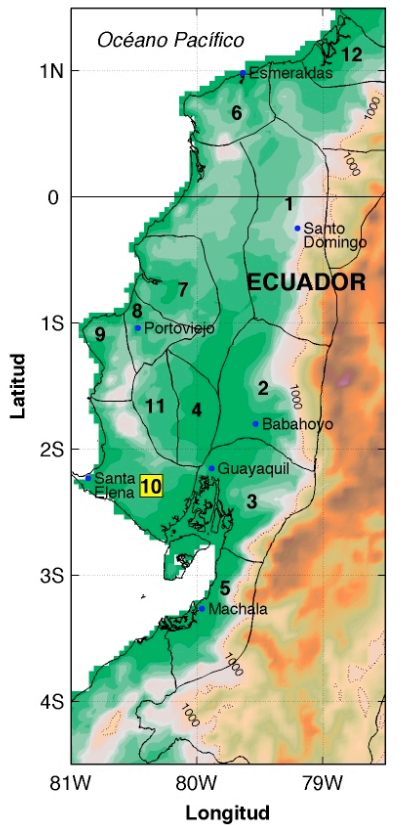 Océano Pacífico
12
1N
Esmeraldas
1000
6
1000
0
1
Santo
Domingo
ECUADOR
7
8
1S
Portoviejo
9
2
1000
11
4
Babahoyo
2S
Guayaquil
Santa
Elena
10
3
3S
5
Machala
1000
4S
1000
81W
80W
79W
Latitud
Longitud